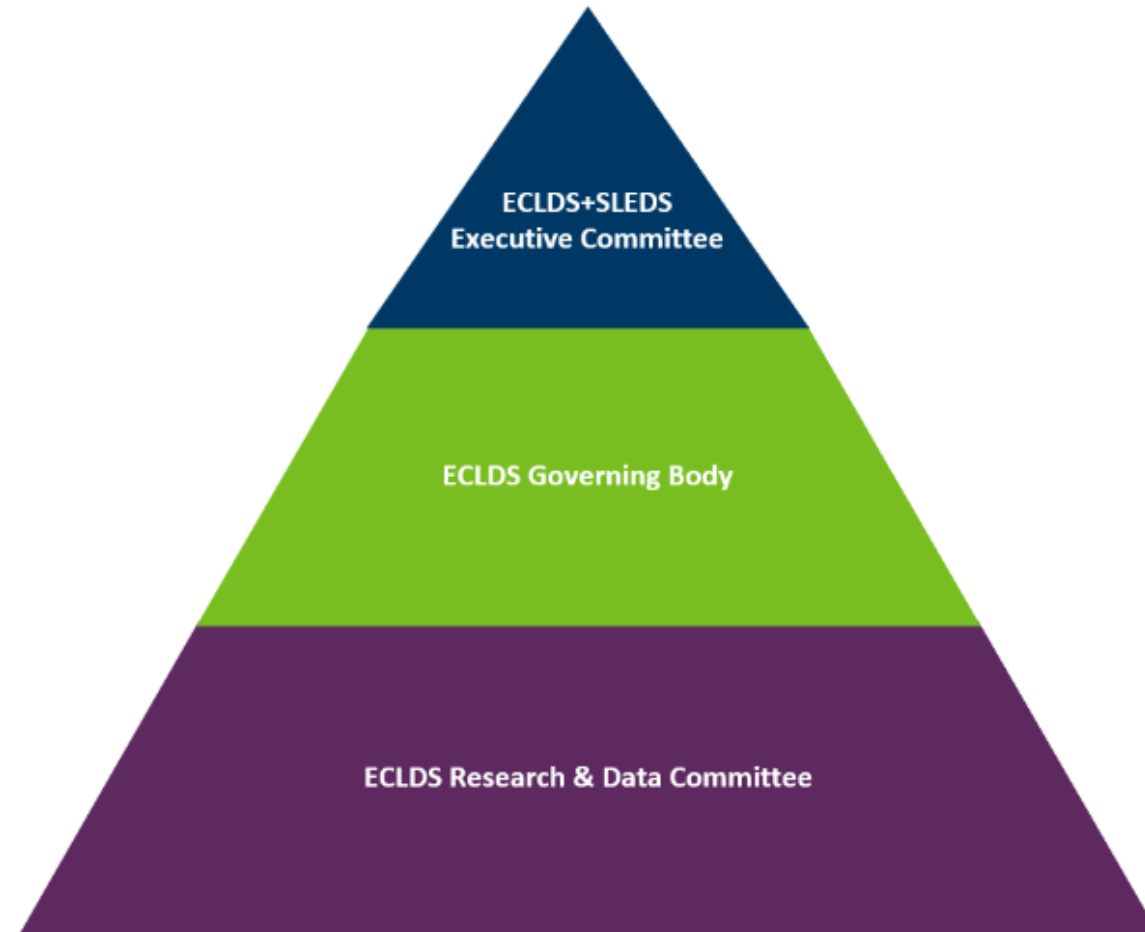 ECLDS+SLEDS
Executive Committee
ECLDS Governing Body
ECLDS Research & Data Committee